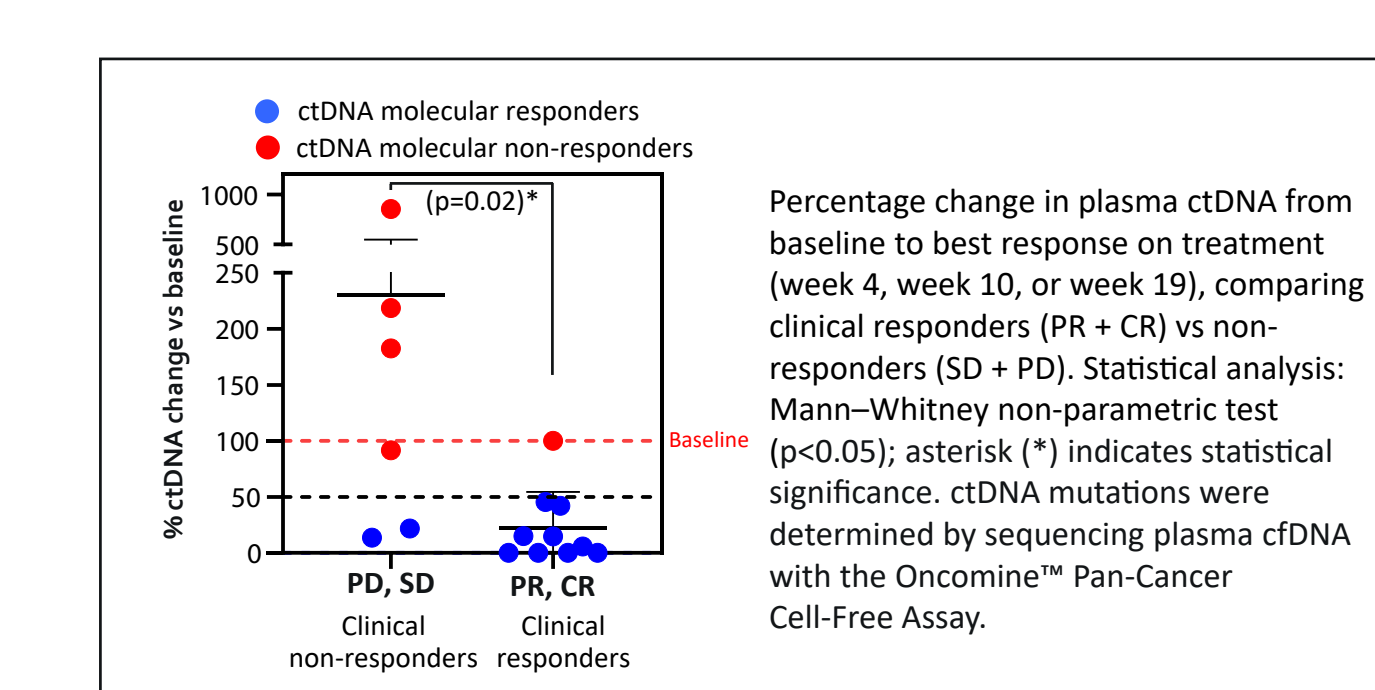 ctDNA molecular responders
ctDNA molecular non-responders
% ctDNA change vs baseline
1000
500
250
200
150
100
50
0
(p=0.02)*
Baseline
PD, SD
PR, CR
Clinical
non-responders
Clinical
responders
Percentage change in plasma ctDNA from
baseline to best response on treatment
(week 4, week 10, or week 19), comparing
clinical responders (PR + CR) vs non-
responders (SD + PD). Statistical analysis:
Mann–Whitney non-parametric test
(p<0.05); asterisk (*) indicates statistical
significance. ctDNA mutations were
determined by sequencing plasma cfDNA
with the Oncomine™ Pan-Cancer
Cell-Free Assay.